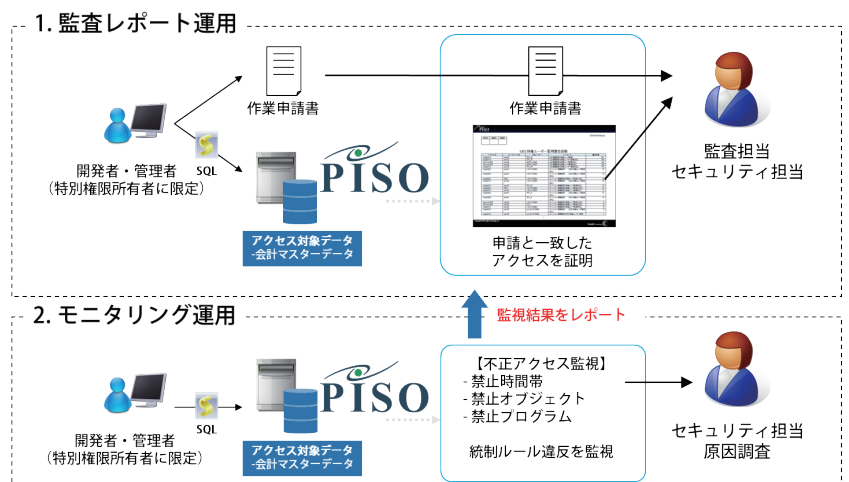 1. 監査レポート運用
作業申請書
作業申請書
開発者・管理者
（特別権限所有者に限定）
SQL
PISO
アクセス対象データ
-会計マスターデータ
PISO
申請と一致した
アクセスを証明
監査担当
セキュリティ担当
2. モニタリング運用
監視結果をレポート
開発者・管理者
（特別権限所有者に限定）
SQL
PISO
アクセス対象データ
-会計マスターデータ
【不正アクセス監視】
- 禁止時間帯
- 禁止オブジェクト
- 禁止プログラム
統制ルール違反を監視
セキュリティ担当
原因調査